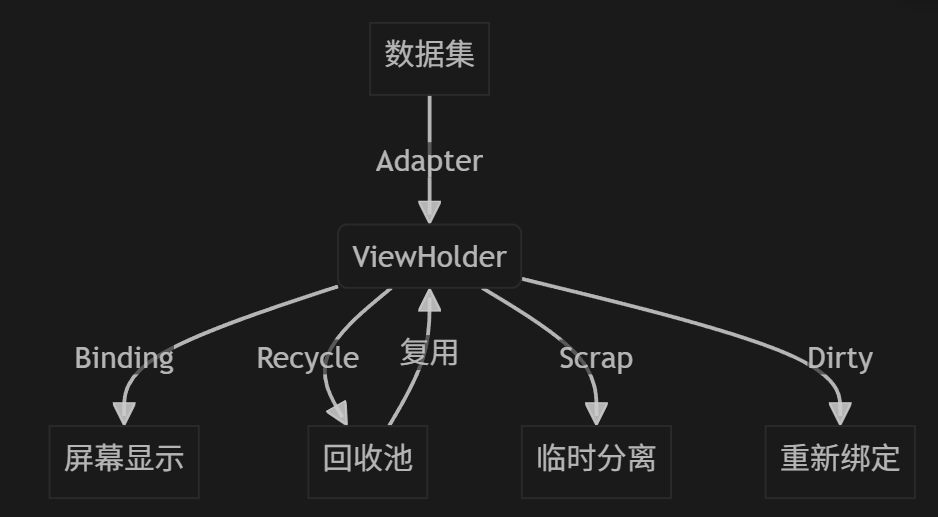 数据集
Adapter
ViewHolder
Binding
Recycle
复用
Scrap
Dirty
屏幕显示
回收池
临时分离
重新绑定